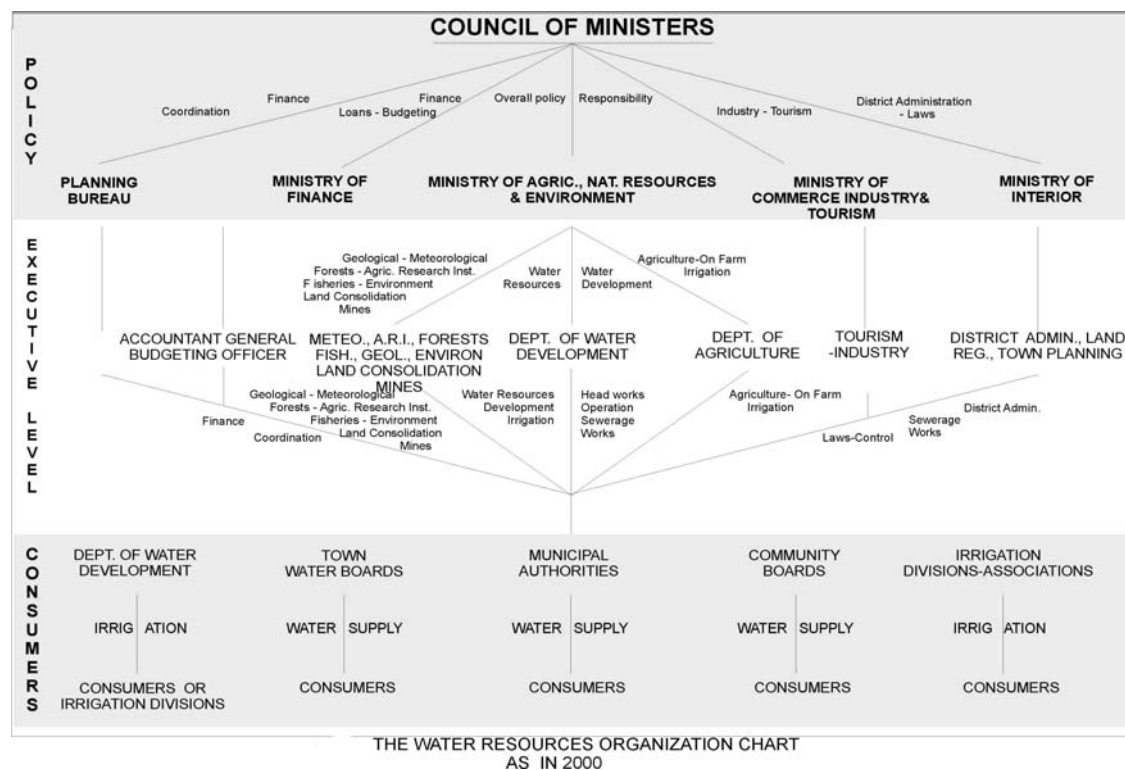 COUNCIL OF MINISTERS
POLICY
Coordination
Finance
Finance
Loans - Budgeting
Overall policy
Responsibility
Industry - Tourism
District Administration
- Laws
PLANNING
BUREAU
MINISTRY OF
FINANCE
MINISTRY OF AGRIC., NAT. RESOURCES
& ENVIRONMENT
MINISTRY OF
COMMERCE INDUSTRY&
TOURISM
MINISTRY OF
INTERIOR
EXECUTIVE LEVEL
Geological - Meteorological
Forests - Agric. Research Inst.
Fisheries - Environment
Land Consolidation
Mines
Water
Resources
Water
Development
Agriculture-On Farm
Irrigation
ACCOUNTANT GENERAL
BUDGETING OFFICER
METEO., A.R.I., FORESTS
FISH., GEOL., ENVIRON
LAND CONSOLIDATION
MINES
DEPT. OF WATER
DEVELOPMENT
DEPT. OF
AGRICULTURE
TOURISM
-INDUSTRY
DISTRICT ADMIN., LAND
REG., TOWN PLANNING
Finance
Coordination
Geological - Meteorological
Forests - Agric. Research Inst.
Fisheries - Environment
Land Consolidation
Mines
Water Resources
Development
Irrigation
Head works
Operation
Sewerage
Works
Agriculture- On Farm
Irrigation
Laws-Control
Sewerage
Works
District Admin.
CONSUMERS
DEPT. OF WATER
DEVELOPMENT
TOWN
WATER BOARDS
MUNICIPAL
AUTHORITIES
COMMUNITY
BOARDS
IRRIGATION
DIVISIONS-ASSOCIATIONS
IRRIGATION
WATER SUPPLY
WATER SUPPLY
WATER SUPPLY
IRRIGATION
CONSUMERS OR
IRRIGATION DIVISIONS
CONSUMERS
CONSUMERS
CONSUMERS
CONSUMERS
THE WATER RESOURCES ORGANIZATION CHART
AS IN 2000